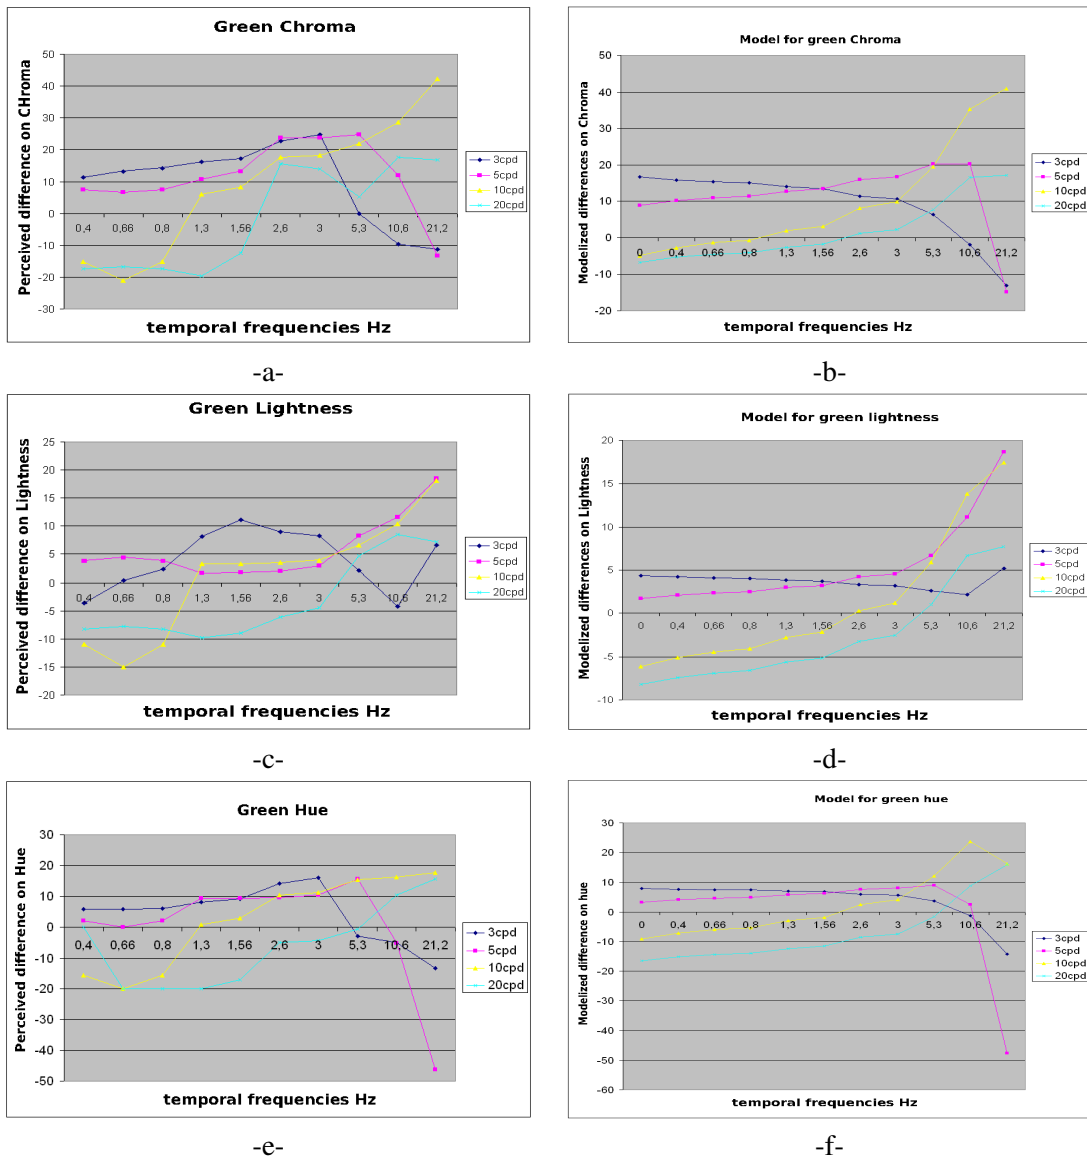 Green Chroma
Perceived difference on CHroma
50
40
30
20
10
0
-10
-20
-30
0,4 0,66 0,8 1,3 1,56 2,6 3 5,3 10,6 21,2
temporal frequencies Hz
3cpd
5cpd
10cpd
20cpd
-a-
Model for green Chroma
Modelized differences on Chroma
50
40
30
20
10
0
-10
-20
0 0,4 0,66 0,8 1,3 1,56 2,6 3 5,3 10,6 21,2
temporal frequencies Hz
3cpd
5cpd
10cpd
20cpd
-b-
Green Lightness
Perceived difference on Lightness
25
20
15
10
5
0
-5
-10
-15
-20
0,4 0,66 0,8 1,3 1,56 2,6 3 5,3 10,6 21,2
temporal frequencies Hz
3cpd
5cpd
10cpd
20cpd
-c-
Model for green lightness
Modelized differences on Lightness
20
15
10
5
0
-5
-10
0 0,4 0,66 0,8 1,3 1,56 2,6 3 5,3 10,6 21,2
temporal frequencies Hz
3cpd
5cpd
10cpd
20cpd
-d-
Green Hue
Perceived difference on Hue
30
20
10
0
-10
-20
-30
-40
-50
0,4 0,66 0,8 1,3 1,56 2,6 3 5,3 10,6 21,2
temporal frequencies Hz
3cpd
5cpd
10cpd
20cpd
-e-
Model for green hue
Modelized difference on hue
30
20
10
0
-10
-20
-30
-40
-50
-60
0 0,4 0,66 0,8 1,3 1,56 2,6 3 5,3 10,6 21,2
temporal frequencies Hz
3cpd
5cpd
10cpd
20cpd
-f-